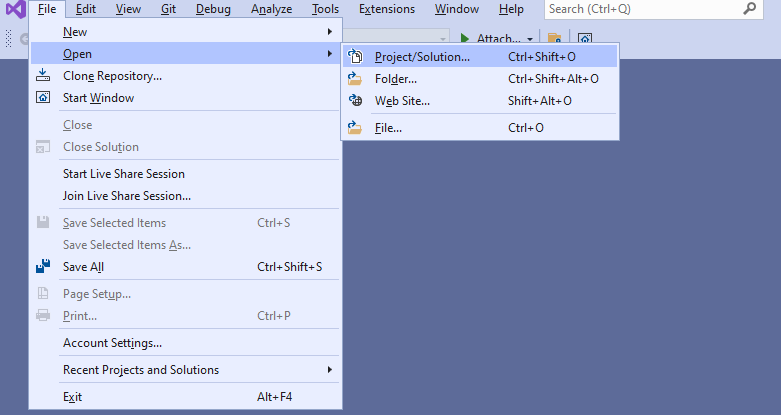 File Edit View Git Debug Analyze Tools Extensions Window Help Search (Ctrl+Q)
Attach...
New
Open
Project/Solution... Ctrl+Shift+O
Folder... Ctrl+Shift+Alt+O
Web Site... Shift+Alt+O
File... Ctrl+O
Clone Repository...
Start Window
Close
Close Solution
Start Live Share Session
Join Live Share Session...
Save Selected Items Ctrl+S
Save Selected Items As...
Save All Ctrl+Shift+S
Page Setup...
Print... Ctrl+P
Account Settings...
Recent Projects and Solutions
Exit Alt+F4